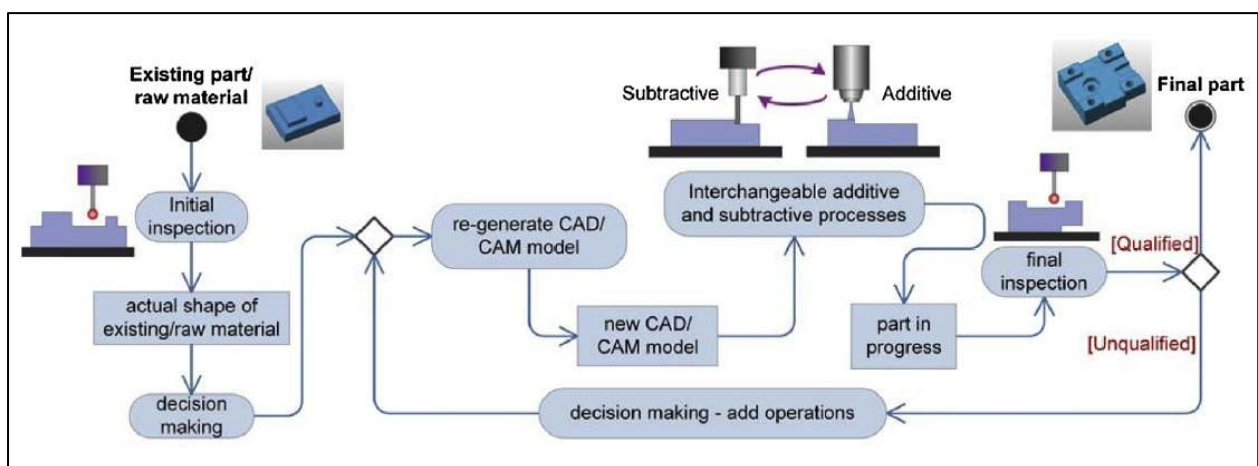 Existing part/
raw material
Subtractive
Additive
Final part
Initial
inspection
re-generate CAD/
CAM model
Interchangeable additive
and subtractive processes
[Qualified]
final
inspection
actual shape of
existing/raw material
new CAD/
CAM model
part in
progress
[Unqualified]
decision
making
decision making - add operations